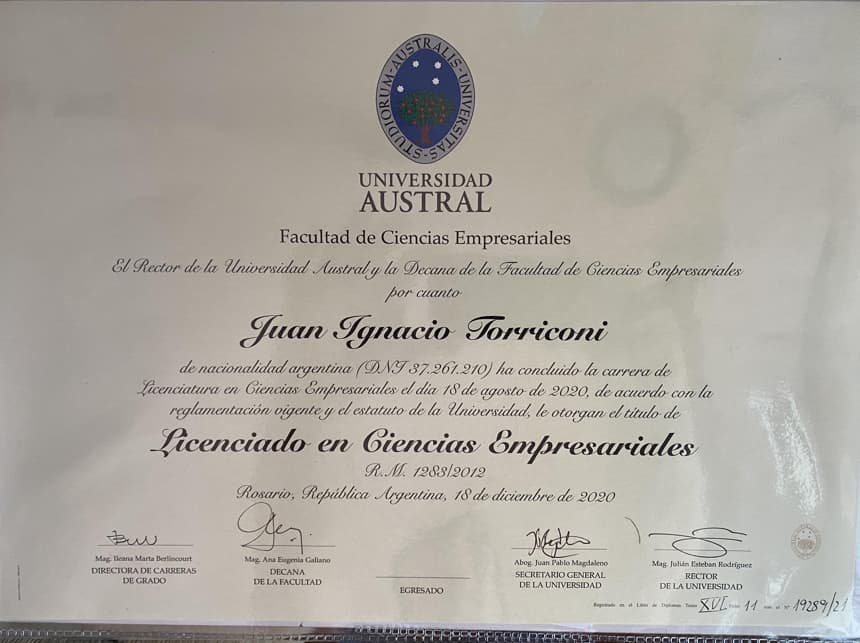 STUDIORUM·AUSTRALIS·UNIVERSITAS
UNIVERSIDAD
AUSTRAL
Facultad de Ciencias Empresariales
El Rector de la Universidad Austral y la Decana de la Facultad de Ciencias Empresariales
por cuanto
Juan Ignacio Torriconi
de nacionalidad argentina (DNI 37.261.210) ha concluido la carrera de
Licenciatura en Ciencias Empresariales el día 18 de agosto de 2020, de acuerdo con la
reglamentación vigente y el estatuto de la Universidad, le otorgan el título de
Licenciado en Ciencias Empresariales
R.M. 1283/2012
Rosario, República Argentina, 18 de diciembre de 2020
Mag. Ileana Marta Berlincourt
DIRECTORA DE CARRERAS
DE GRADO
Mag. Ana Eugenia Galiano
DECANA
DE LA FACULTAD
EGRESADO
Abog. Juan Pablo Magdaleno
SECRETARIO GENERAL
DE LA UNIVERSIDAD
Mag. Julián Esteban Rodríguez
RECTOR
DE LA UNIVERSIDAD
Registrado en el Libro de Diplomas Tomo XVI Folio 11 con el Nº 19289/21